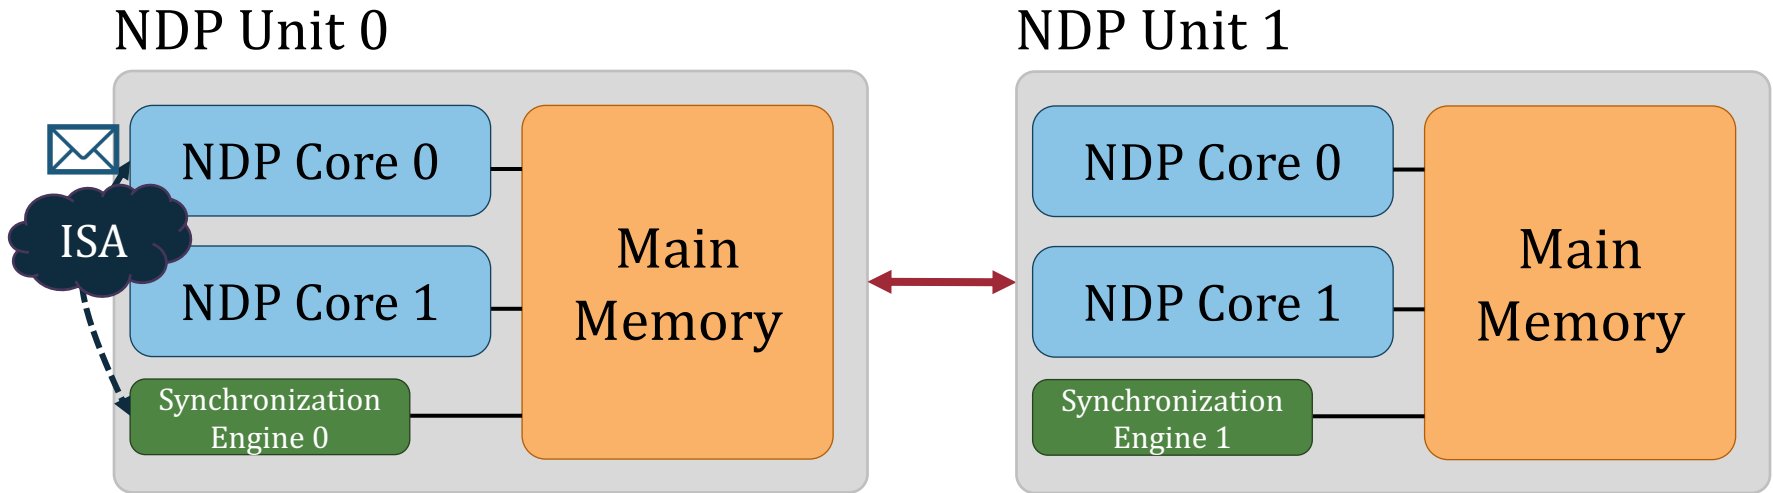 NDP Unit 0
NDP Core 0
ISA
NDP Core 1
Synchronization
Engine 0
Main
Memory
NDP Unit 1
NDP Core 0
NDP Core 1
Synchronization
Engine 1
Main
Memory